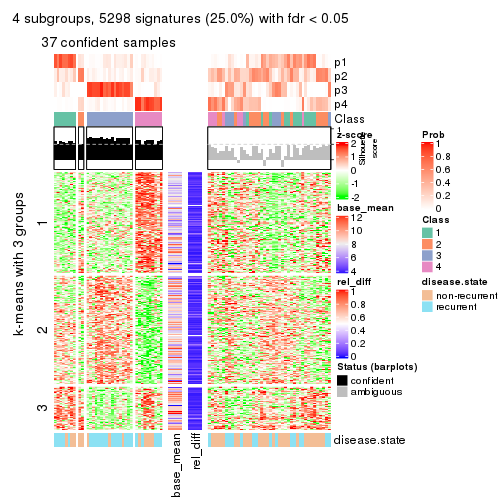 4 subgroups, 5298 signatures (25.0%) with fdr < 0.05
37 confident samples
p1
p2
p3
p4
Class
1
Silhouette
score
k-means with 3 groups
1
2
3
base_mean
rel_diff
disease.state
z-score
2
1
0
-1
-2
base_mean
12
10
8
6
4
rel_diff
1
0.8
0.6
0.4
0.2
0
Status (barplots)
confident
ambiguous
Prob
1
0.8
0.6
0.4
0.2
0
Class
1
2
3
4
disease.state
non-recurrent
recurrent